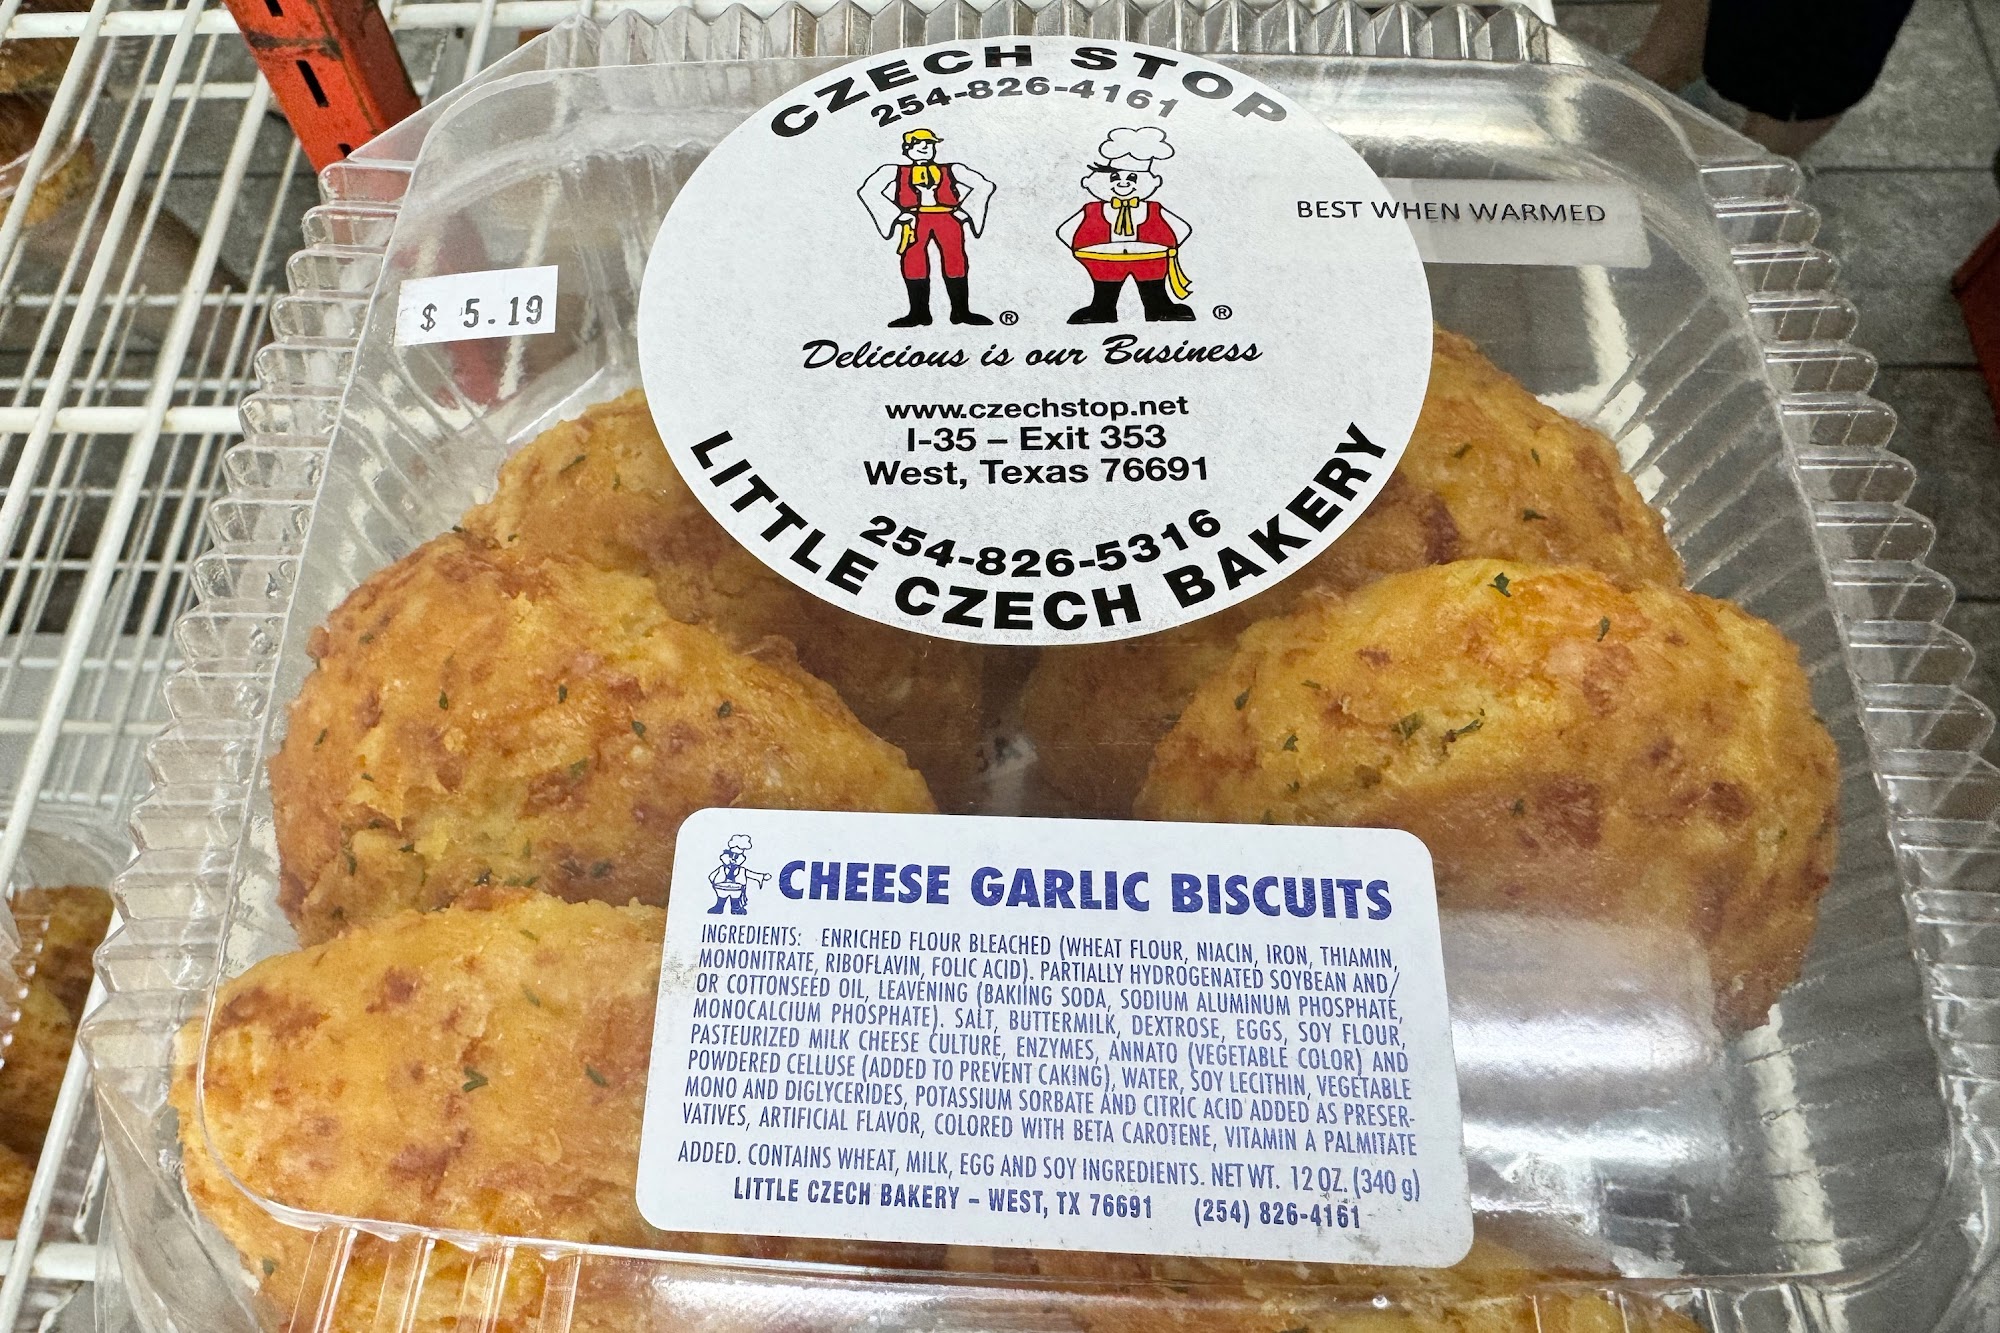 CZECH STOP
254-826-4161
BEST WHEN WARMED
$ 5.19
® ®
Delicious is our Business
www.czechstop.net
I-35 – Exit 353
West, Texas 76691
254-826-5316
LITTLE CZECH BAKERY
CHEESE GARLIC BISCUITS
INGREDIENTS: ENRICHED FLOUR BLEACHED (WHEAT FLOUR, NIACIN, IRON, THIAMIN,
MONONITRATE, RIBOFLAVIN, FOLIC ACID). PARTIALLY HYDROGENATED SOYBEAN AND/
OR COTTONSEED OIL, LEAVENING (BAKIING SODA, SODIUM ALUMINUM PHOSPHATE,
MONOCALCIUM PHOSPHATE). SALT, BUTTERMILK, DEXTROSE, EGGS, SOY FLOUR,
PASTEURIZED MILK CHEESE CULTURE, ENZYMES, ANNATO (VEGETABLE COLOR) AND
POWDERED CELLUSE (ADDED TO PREVENT CAKING), WATER, SOY LECITHIN, VEGETABLE
MONO AND DIGLYCERIDES, POTASSIUM SORBATE AND CITRIC ACID ADDED AS PRESER-
VATIVES, ARTIFICIAL FLAVOR, COLORED WITH BETA CAROTENE, VITAMIN A PALMITATE
ADDED. CONTAINS WHEAT, MILK, EGG AND SOY INGREDIENTS. NET WT. 12 OZ. (340 g)
LITTLE CZECH BAKERY – WEST, TX 76691 (254) 826-4161